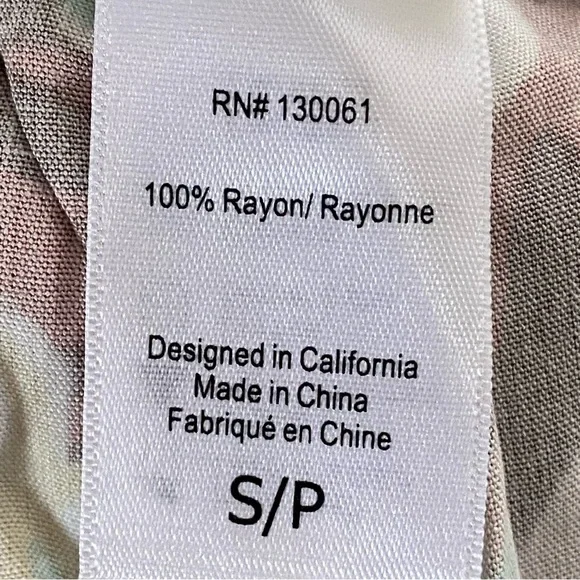 RN# 130061
100% Rayon/ Rayonne
Designed in California
Made in China
Fabriqué en Chine
S/P